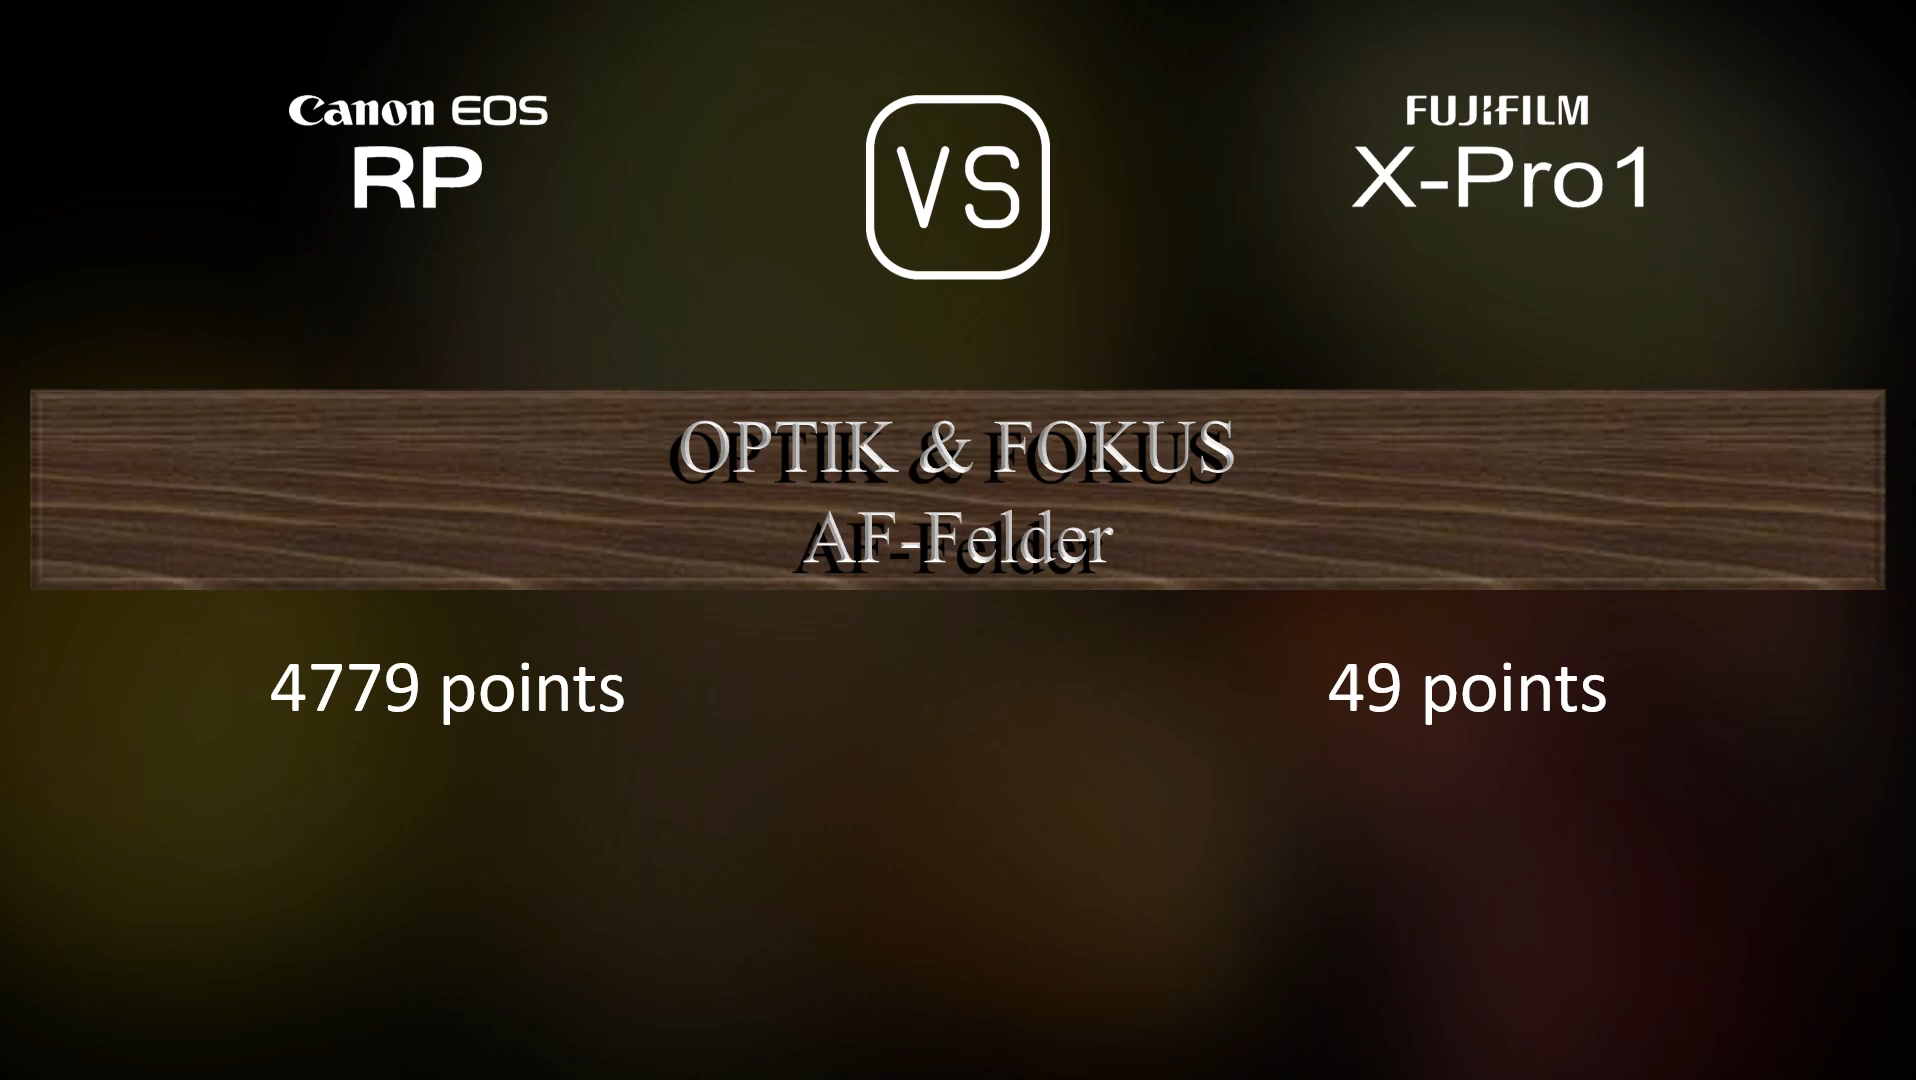 Canon EOS
RP
VS
FUJIFILM
X-Pro1
OPTIK & FOKUS
AF-Felder
4779 points
49 points